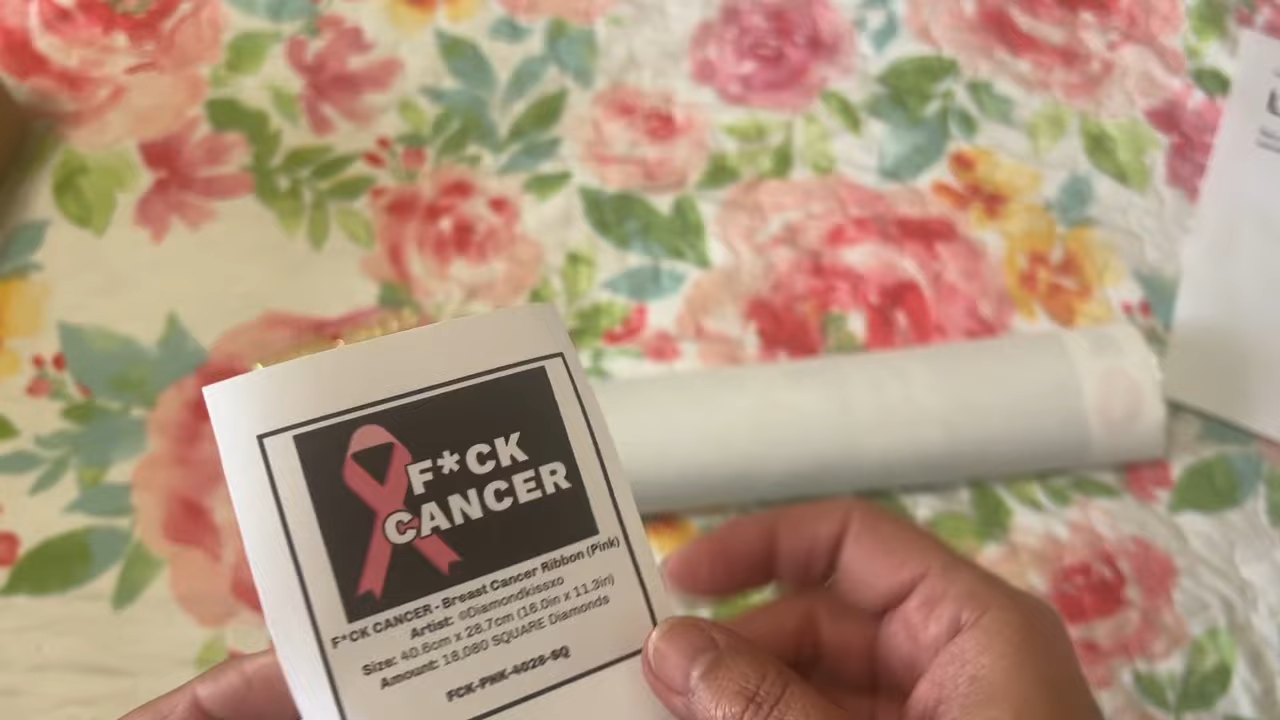 F*CK
CANCER
F*CK CANCER - Breast Cancer Ribbon (Pink)
Artist: ©Diamondkissxo
Size: 40.6cm x 28.7cm (16.0in x 11.3in)
Amount: 18,080 SQUARE Diamonds
FCK-PNK-4028-SQ